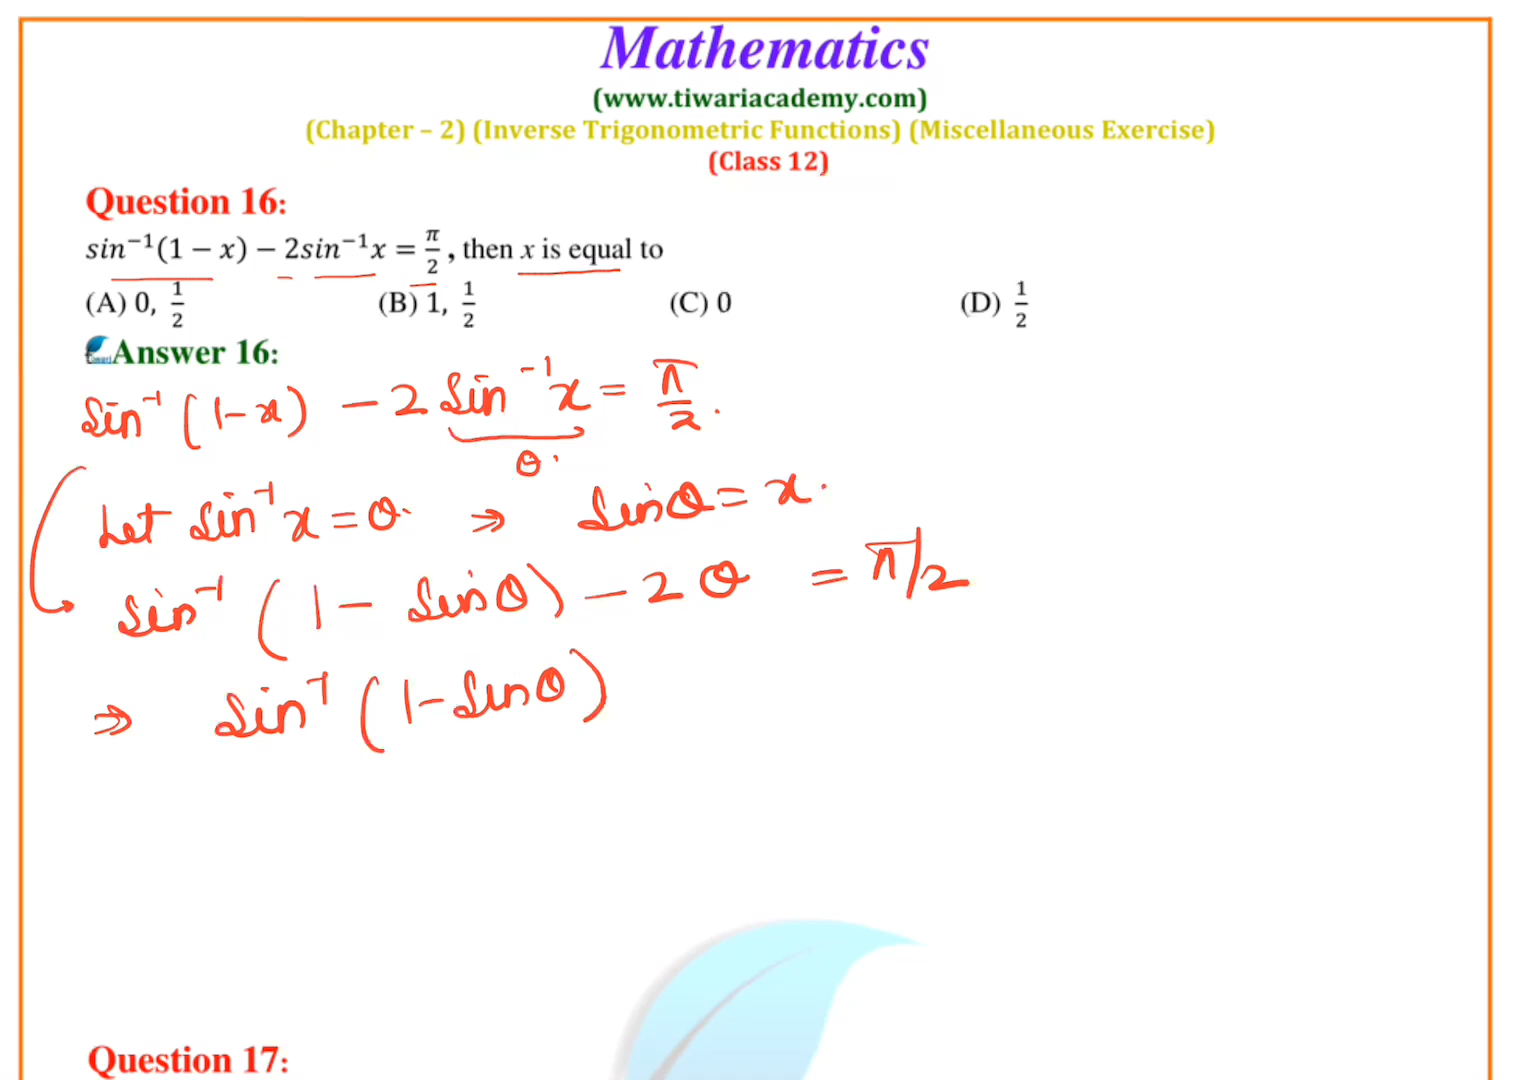 Mathematics
(www.tiwariacademy.com)
(Chapter – 2) (Inverse Trigonometric Functions) (Miscellaneous Exercise)
(Class 12)
Question 16:
sin⁻¹(1 − x) − 2sin⁻¹x = π/2, then x is equal to
(A) 0, 1/2 (B) 1, 1/2 (C) 0 (D) 1/2
Answer 16:
sin⁻¹ (1-x) - 2 sin⁻¹x = π/2.
θ.
Let sin⁻¹x = θ. ⇒ sinθ = x.
sin⁻¹ (1 - sinθ) - 2θ = π/2
⇒ sin⁻¹ (1 - sinθ)
Question 17: